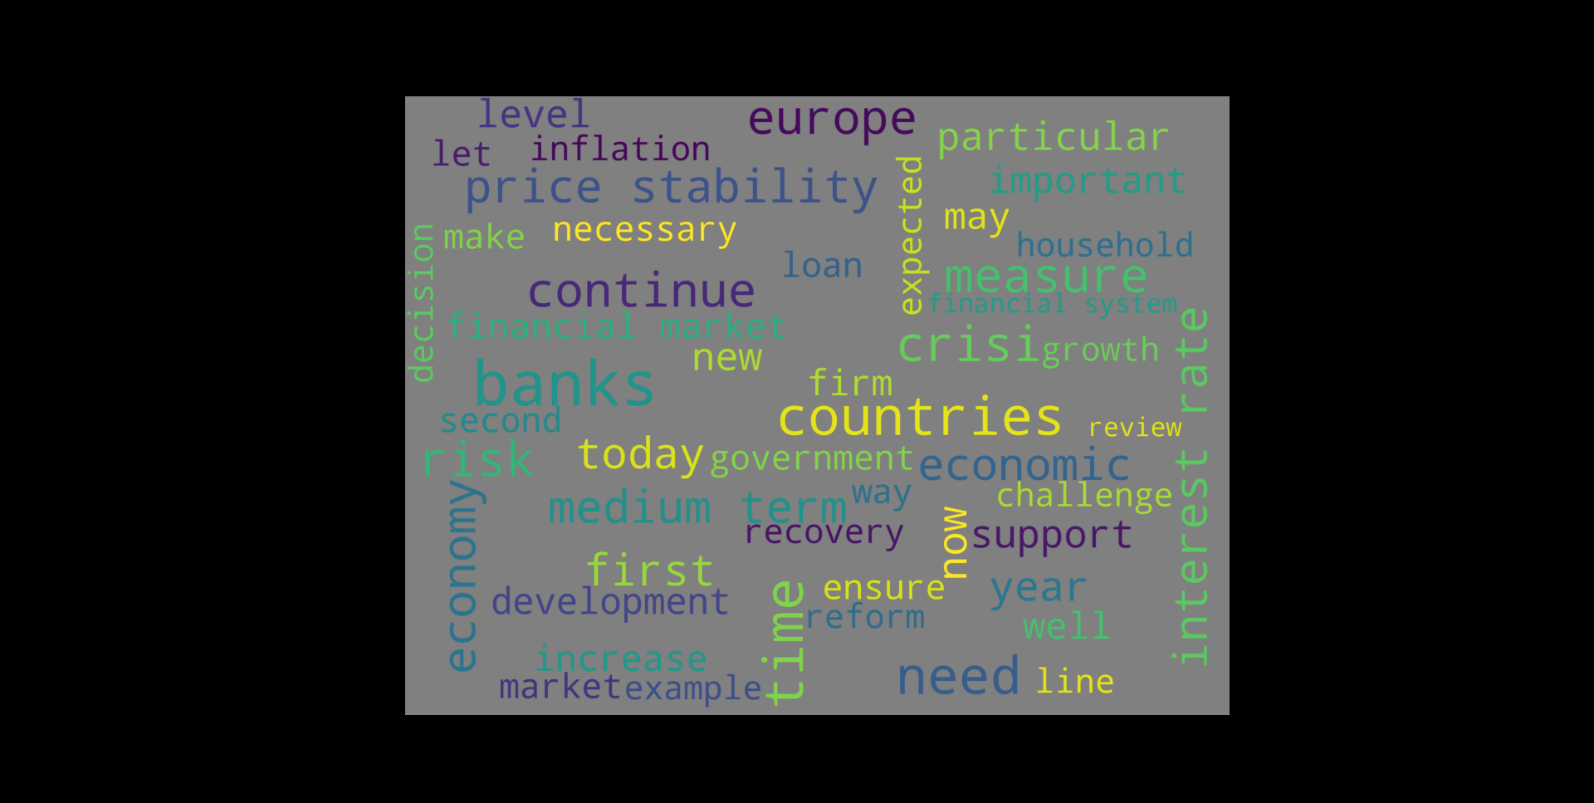 level
europe
let
inflation
particular
price stability
expected
important
make
necessary
may
decision
household
loan
measure
continue
financial system
financial market
interest rate
new
crisi
growth
banks
firm
second
countries
review
risk
today
government
economic
economy
medium term
way
challenge
recovery
now
support
first
time
ensure
year
development
reform
well
increase
need
line
market
example